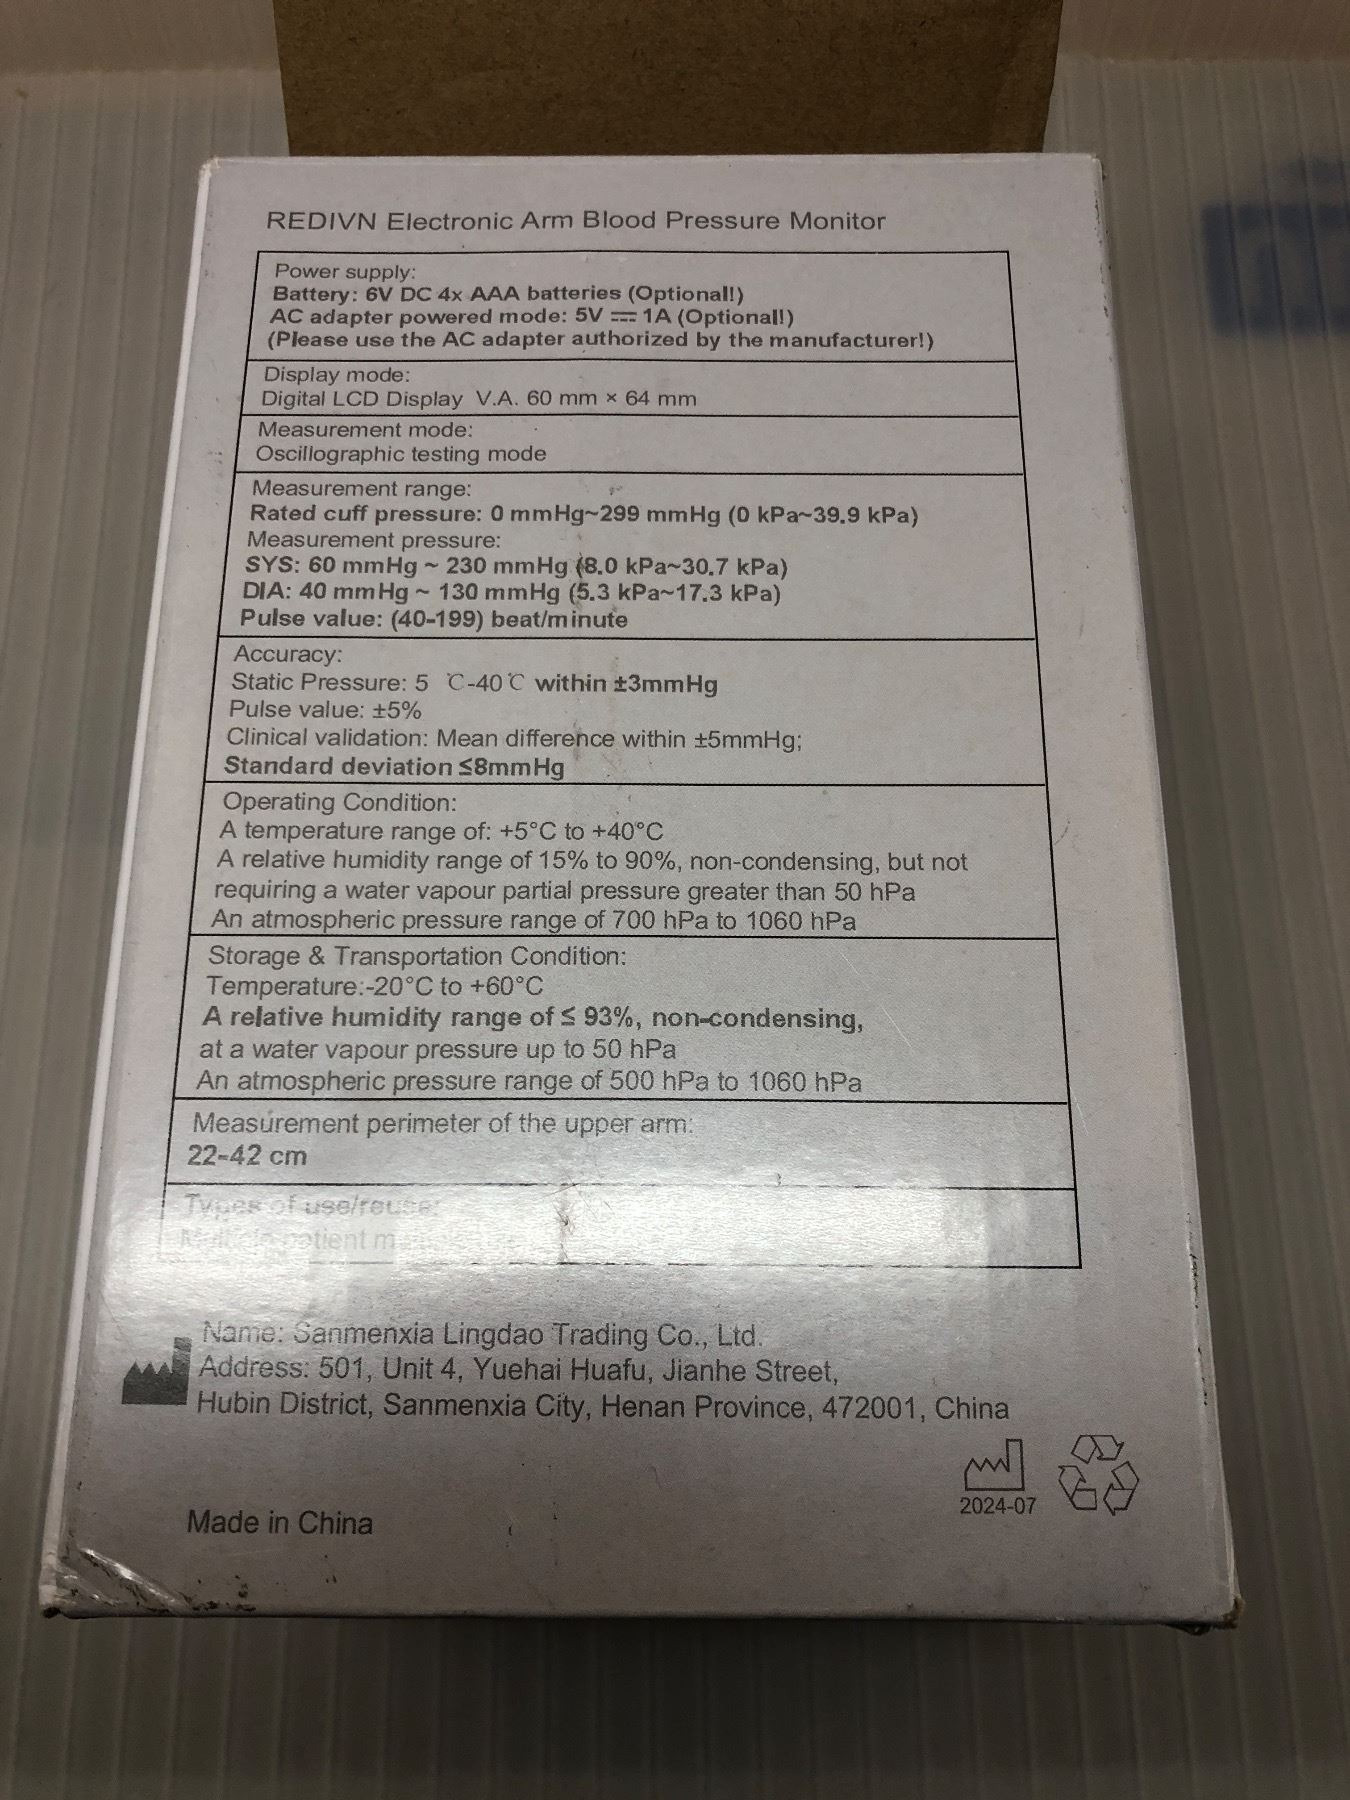 REDIVN Electronic Arm Blood Pressure Monitor
Power supply:
Battery: 6V DC 4x AAA batteries (Optional!)
AC adapter powered mode: 5V ⎓ 1A (Optional!)
(Please use the AC adapter authorized by the manufacturer!)
Display mode:
Digital LCD Display V.A. 60 mm × 64 mm
Measurement mode:
Oscillographic testing mode
Measurement range:
Rated cuff pressure: 0 mmHg~299 mmHg (0 kPa~39.9 kPa)
Measurement pressure:
SYS: 60 mmHg ~ 230 mmHg (8.0 kPa~30.7 kPa)
DIA: 40 mmHg ~ 130 mmHg (5.3 kPa~17.3 kPa)
Pulse value: (40-199) beat/minute
Accuracy:
Static Pressure: 5 ℃-40℃ within ±3mmHg
Pulse value: ±5%
Clinical validation: Mean difference within ±5mmHg;
Standard deviation ≤8mmHg
Operating Condition:
A temperature range of: +5°C to +40°C
A relative humidity range of 15% to 90%, non-condensing, but not
requiring a water vapour partial pressure greater than 50 hPa
An atmospheric pressure range of 700 hPa to 1060 hPa
Storage & Transportation Condition:
Temperature:-20°C to +60°C
A relative humidity range of ≤ 93%, non-condensing,
at a water vapour pressure up to 50 hPa
An atmospheric pressure range of 500 hPa to 1060 hPa
Measurement perimeter of the upper arm:
22-42 cm
Types of use/reuse:
Multiple patient
Name: Sanmenxia Lingdao Trading Co., Ltd.
Address: 501, Unit 4, Yuehai Huafu, Jianhe Street,
Hubin District, Sanmenxia City, Henan Province, 472001, China
2024-07
Made in China